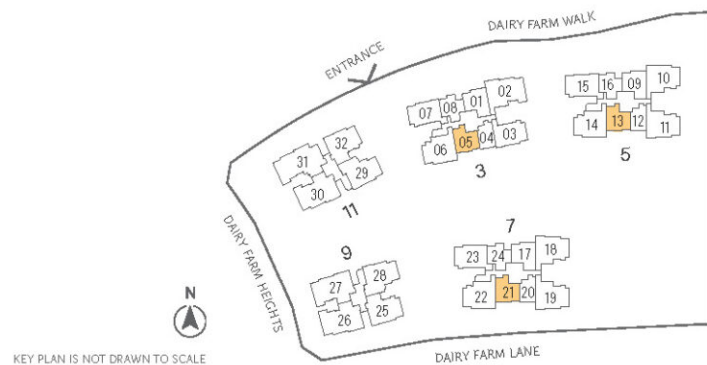 DAIRY FARM WALK
ENTRANCE
10
02
15 16 09
07 08 01
13 12 11
14
32
05 04 03
06
5
31
29
3
30
11
7
18
9
23 24 17
28
27
21 20 19
22
25
26
DAIRY FARM HEIGHTS
N
DAIRY FARM LANE
KEY PLAN IS NOT DRAWN TO SCALE